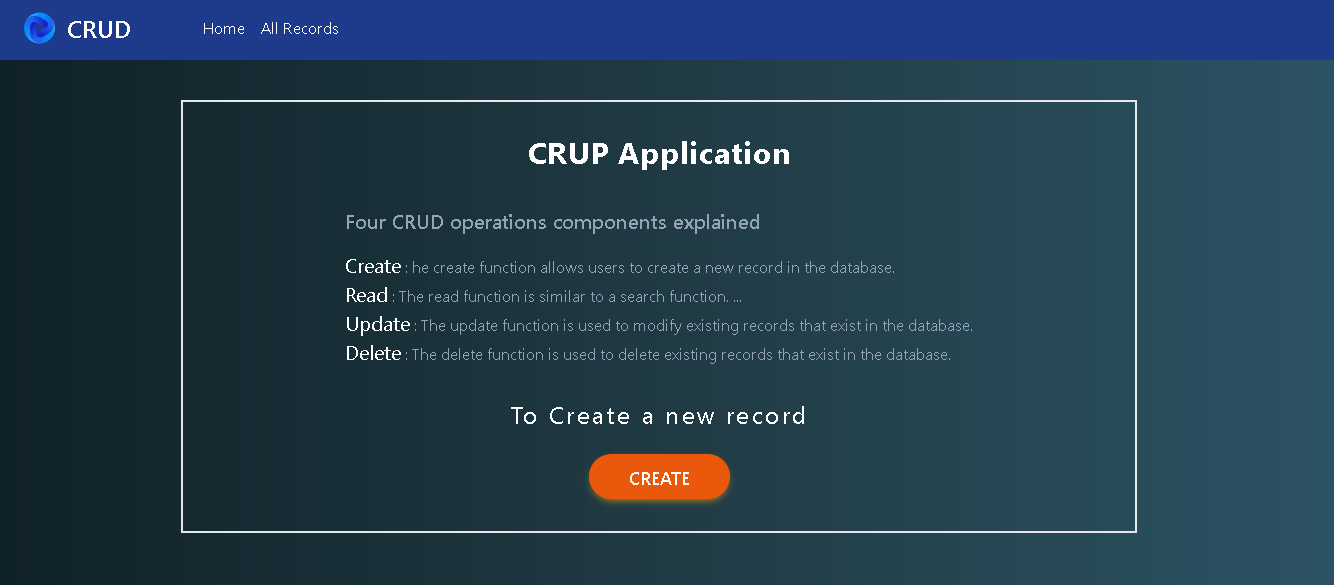 CRUD Home All Records
CRUP Application
Four CRUD operations components explained
Create : he create function allows users to create a new record in the database.
Read : The read function is similar to a search function. ...
Update : The update function is used to modify existing records that exist in the database.
Delete : The delete function is used to delete existing records that exist in the database.
To Create a new record
CREATE